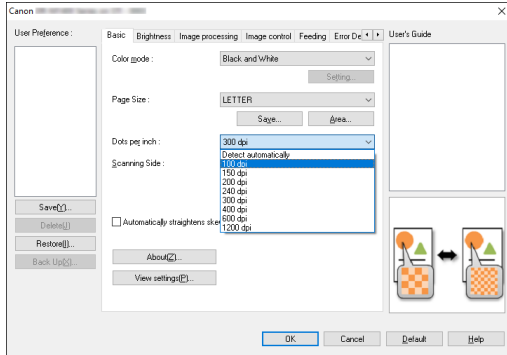 Canon
User Preference :
Basic Brightness Image processing Image control Feeding Error De
User's Guide
Color mode : Black and White
Setting...
Page Size : LETTER
Save... Area...
Dots per inch : 300 dpi
Detect automatically
Scanning Side : 100 dpi
150 dpi
200 dpi
240 dpi
300 dpi
400 dpi
600 dpi
1200 dpi
Automatically straightens ske
Save(Y)...
Delete(J)
Restore(I)...
Back Up(X)...
About(Z)...
View settings(P)...
OK Cancel Default Help